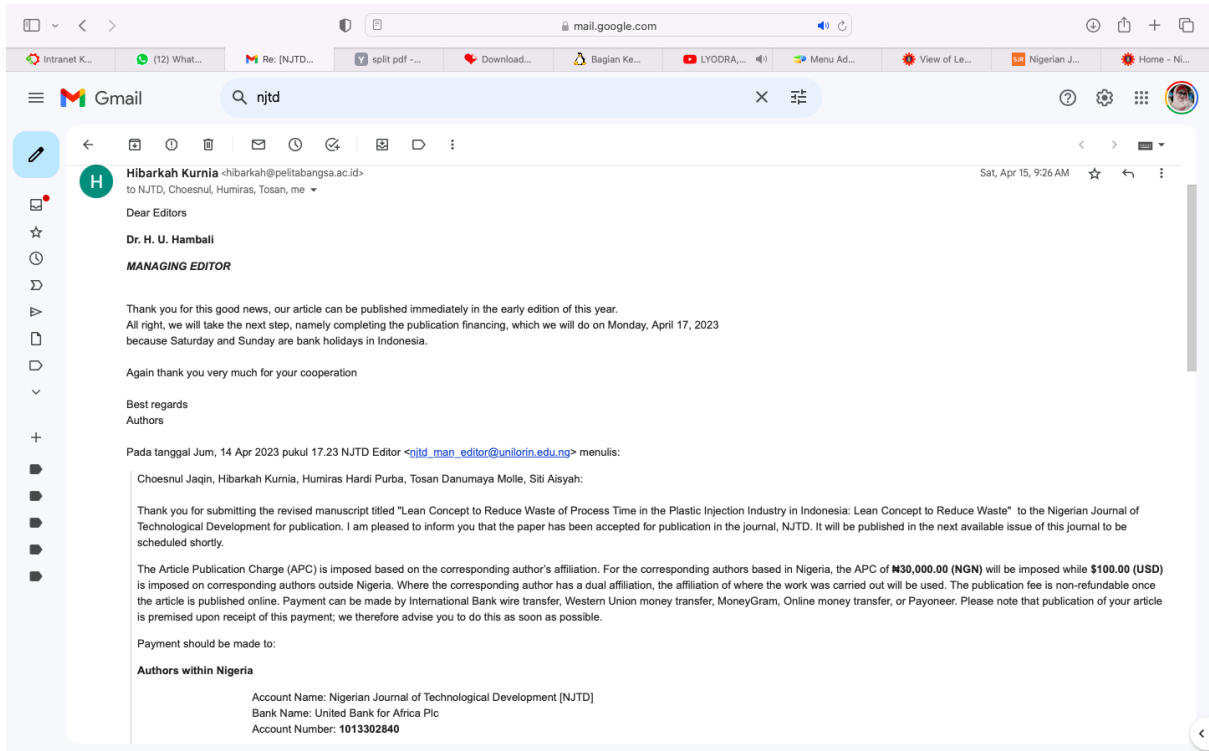 mail.google.com
Intranet K...
(12) What...
Re: [NJTD...
split pdf -...
Download...
Bagian Ke...
LYODRA,...
Menu Ad...
View of Le...
Nigerian J...
Home - Ni...
Gmail
njtd
Hibarkah Kurnia <hibarkah@pelitabangsa.ac.id>
Sat, Apr 15, 9:26 AM
to NJTD, Choesnul, Humiras, Tosan, me
Dear Editors
Dr. H. U. Hambali
MANAGING EDITOR
Thank you for this good news, our article can be published immediately in the early edition of this year.
All right, we will take the next step, namely completing the publication financing, which we will do on Monday, April 17, 2023
because Saturday and Sunday are bank holidays in Indonesia.
Again thank you very much for your cooperation
Best regards
Authors
Pada tanggal Jum, 14 Apr 2023 pukul 17.23 NJTD Editor <njtd_man_editor@unilorin.edu.ng> menulis:
Choesnul Jaqin, Hibarkah Kurnia, Humiras Hardi Purba, Tosan Danumaya Molle, Siti Aisyah:
Thank you for submitting the revised manuscript titled "Lean Concept to Reduce Waste of Process Time in the Plastic Injection Industry in Indonesia: Lean Concept to Reduce Waste" to the Nigerian Journal of
Technological Development for publication. I am pleased to inform you that the paper has been accepted for publication in the journal, NJTD. It will be published in the next available issue of this journal to be
scheduled shortly.
The Article Publication Charge (APC) is imposed based on the corresponding author's affiliation. For the corresponding authors based in Nigeria, the APC of ₦30,000.00 (NGN) will be imposed while $100.00 (USD)
is imposed on corresponding authors outside Nigeria. Where the corresponding author has a dual affiliation, the affiliation of where the work was carried out will be used. The publication fee is non-refundable once
the article is published online. Payment can be made by International Bank wire transfer, Western Union money transfer, MoneyGram, Online money transfer, or Payoneer. Please note that publication of your article
is premised upon receipt of this payment; we therefore advise you to do this as soon as possible.
Payment should be made to:
Authors within Nigeria
Account Name: Nigerian Journal of Technological Development [NJTD]
Bank Name: United Bank for Africa Plc
Account Number: 1013302840
H